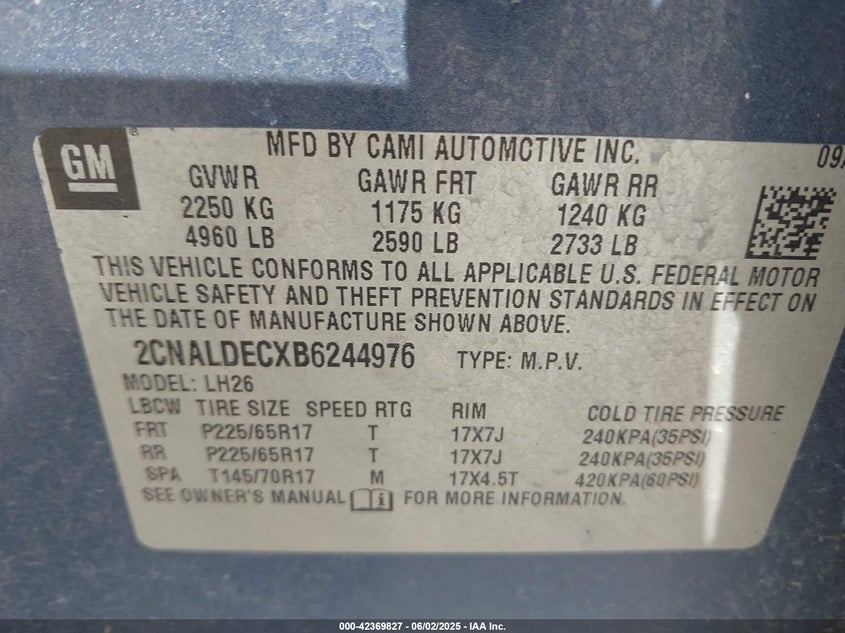 GM ®
MFD BY CAMI AUTOMOTIVE INC. 09/
GVWR GAWR FRT GAWR RR
2250 KG 1175 KG 1240 KG
4960 LB 2590 LB 2733 LB
THIS VEHICLE CONFORMS TO ALL APPLICABLE U.S. FEDERAL MOTOR
VEHICLE SAFETY AND THEFT PREVENTION STANDARDS IN EFFECT ON
THE DATE OF MANUFACTURE SHOWN ABOVE.
2CNALDECXB6244976 TYPE: M.P.V.
MODEL: LH26
LBCW TIRE SIZE SPEED RTG RIM COLD TIRE PRESSURE
FRT P225/65R17 T 17X7J 240KPA(35PSI)
RR P225/65R17 T 17X7J 240KPA(35PSI)
SPA T145/70R17 M 17X4.5T 420KPA(60PSI)
SEE OWNER'S MANUAL i FOR MORE INFORMATION.
000-42369827 - 06/02/2025 - IAA Inc.